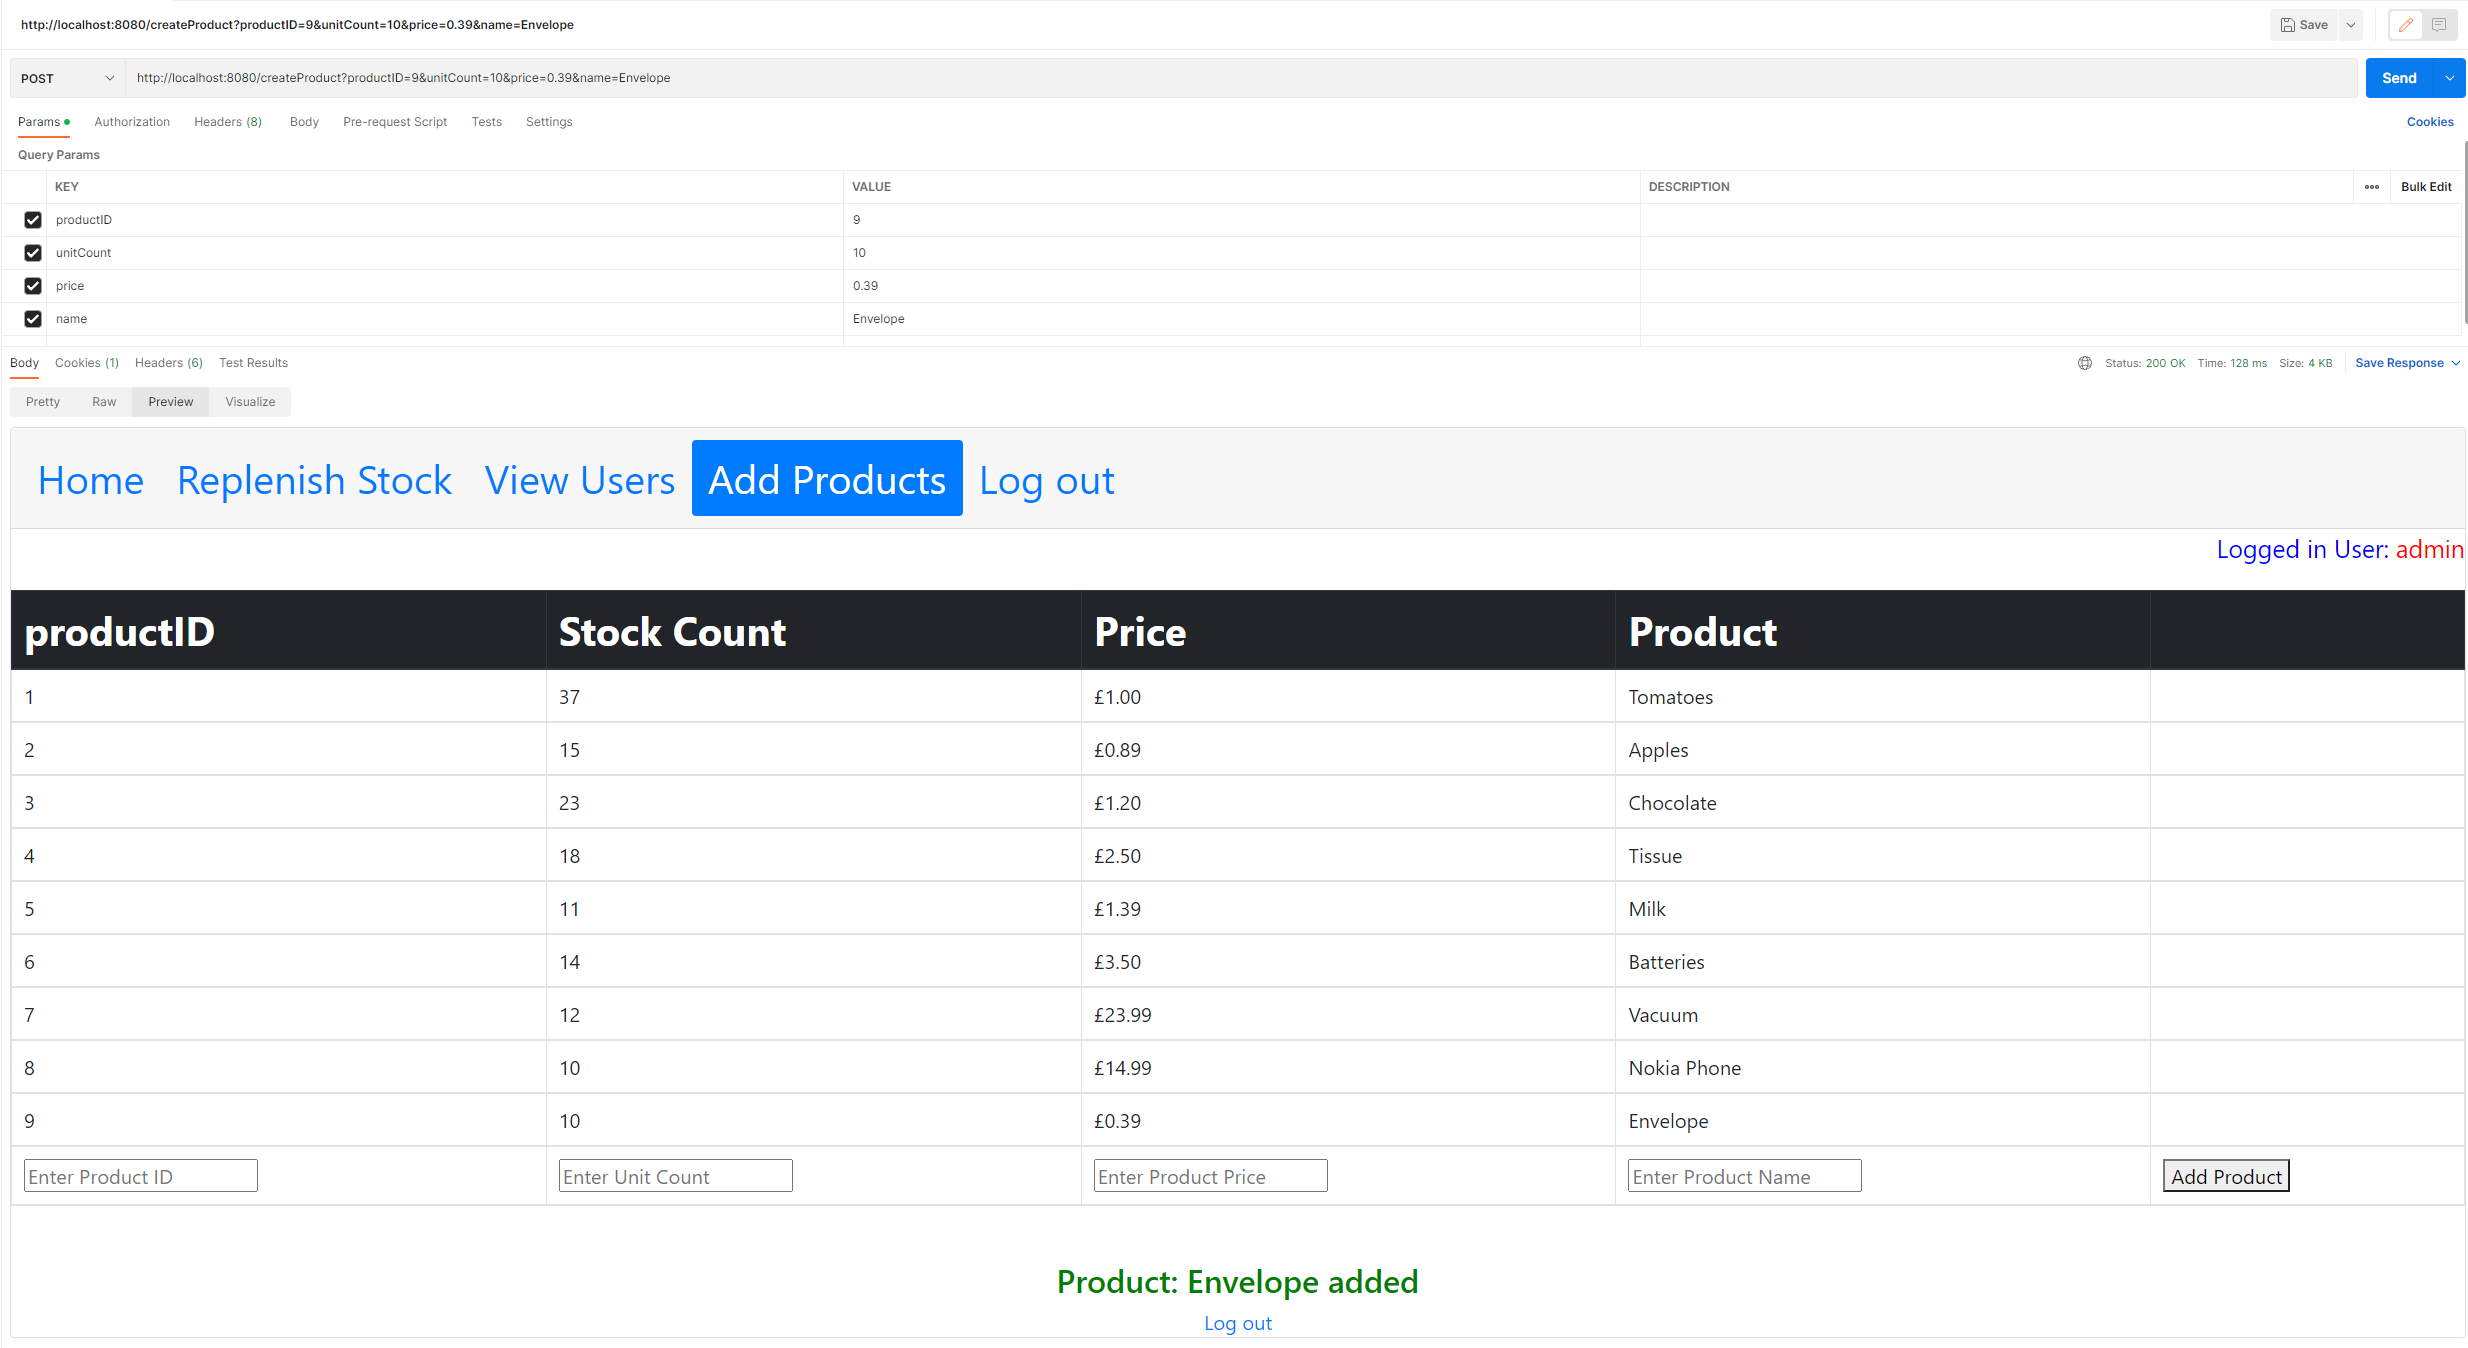 http://localhost:8080/createProduct?productID=9&unitCount=10&price=0.39&name=Envelope
Save
POST
http://localhost:8080/createProduct?productID=9&unitCount=10&price=0.39&name=Envelope
Send
Params Authorization Headers (8) Body Pre-request Script Tests Settings Cookies
Query Params
KEY VALUE DESCRIPTION ••• Bulk Edit
productID 9
unitCount 10
price 0.39
name Envelope
Body Cookies (1) Headers (6) Test Results Status: 200 OK Time: 128 ms Size: 4 KB Save Response
Pretty Raw Preview Visualize
Home Replenish Stock View Users Add Products Log out
Logged in User: admin
productID Stock Count Price Product
1 37 £1.00 Tomatoes
2 15 £0.89 Apples
3 23 £1.20 Chocolate
4 18 £2.50 Tissue
5 11 £1.39 Milk
6 14 £3.50 Batteries
7 12 £23.99 Vacuum
8 10 £14.99 Nokia Phone
9 10 £0.39 Envelope
Enter Product ID Enter Unit Count Enter Product Price Enter Product Name Add Product
Product: Envelope added
Log out